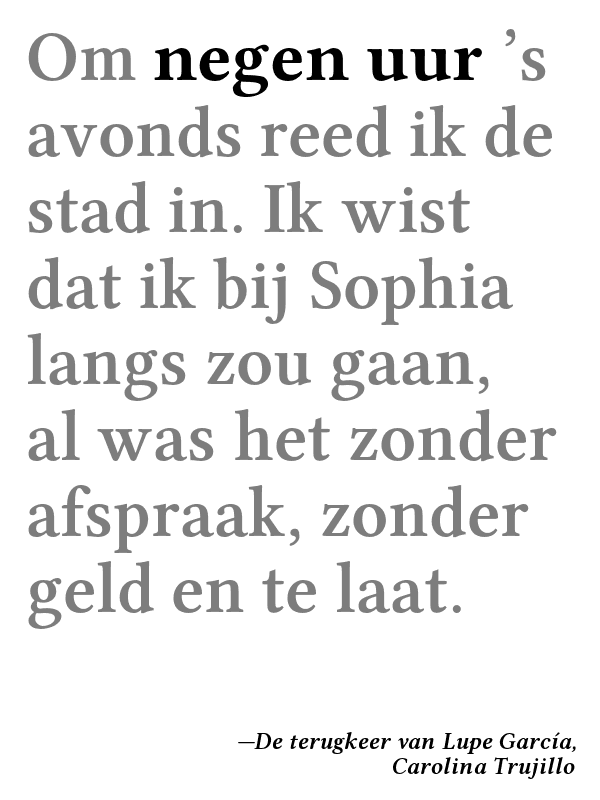 Om negen uur ’s
avonds reed ik de
stad in. Ik wist
dat ik bij Sophia
langs zou gaan,
al was het zonder
afspraak, zonder
geld en te laat.
—De terugkeer van Lupe García,
Carolina Trujillo